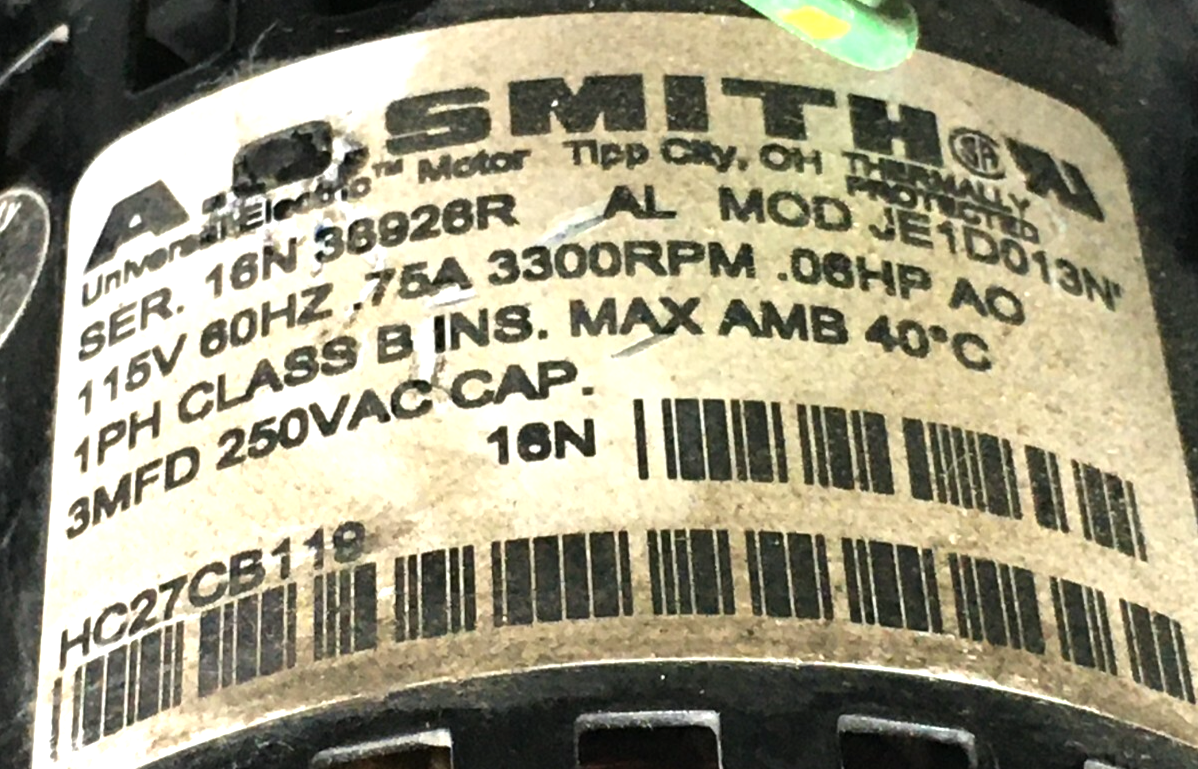 A.O.SMITH
Universal Electric™ Motor Tipp City, OH THERMALLY
PROTECTED
SER. 16N 38926R AL MOD JE1D013N
115V 60HZ .75A 3300RPM .06HP AO
1PH CLASS B INS. MAX AMB 40°C
3MFD 250VAC CAP.
16N
HC27CB119